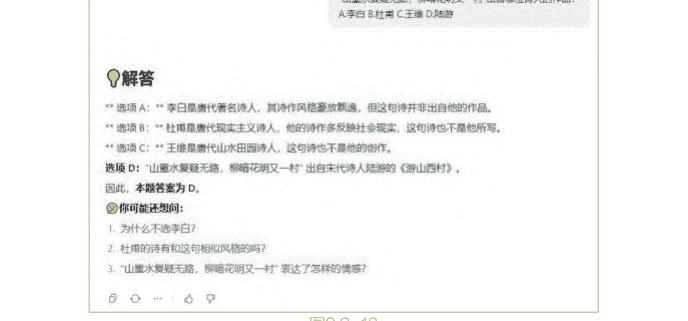 A.李白 B.杜甫 C.王维 D.陆游
解答
** 选项 A：** 李白是唐代著名诗人，其诗作风格豪放飘逸，但这句诗并非出自他的作品。
** 选项 B：** 杜甫是唐代现实主义诗人，他的诗作多反映社会现实，这句诗也不是他所写。
** 选项 C：** 王维是唐代山水田园诗人，这句诗也不是他的创作。
选项 D：“山重水复疑无路，柳暗花明又一村” 出自宋代诗人陆游的《游山西村》。
因此，本题答案为 D。
你可能还想问：
1. 为什么不选李白？
2. 杜甫的诗有和这句相似风格的吗？
3. “山重水复疑无路，柳暗花明又一村” 表达了怎样的情感？